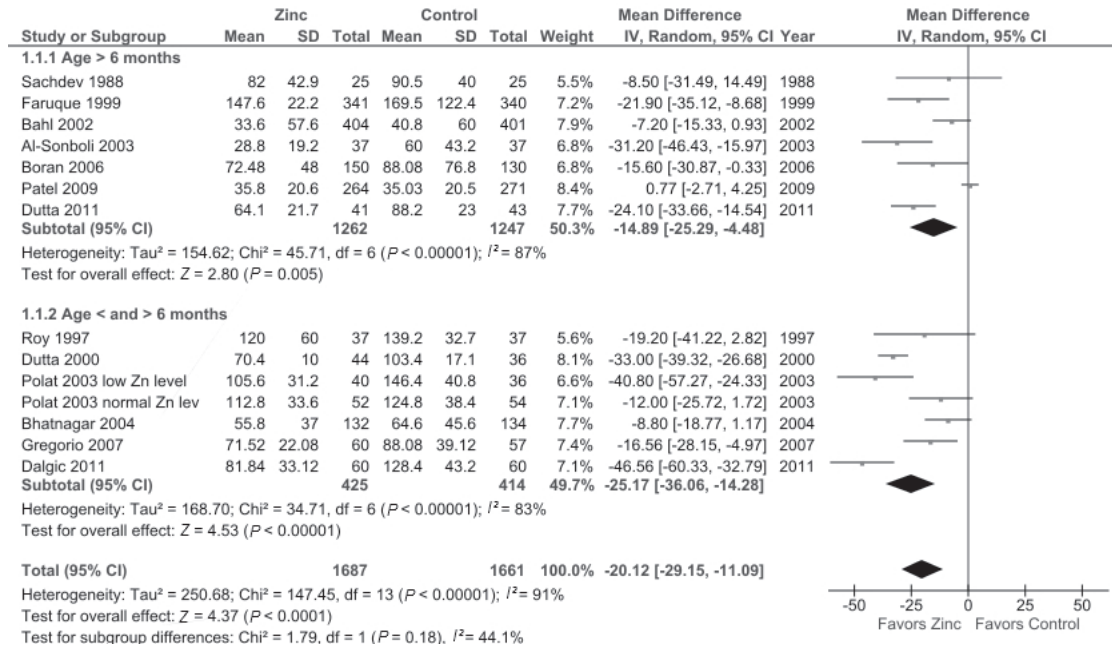 Zinc Control Mean Difference Mean Difference
Study or Subgroup Mean SD Total Mean SD Total Weight IV, Random, 95% CI Year IV, Random, 95% CI
1.1.1 Age > 6 months
Sachdev 1988 82 42.9 25 90.5 40 25 5.5% -8.50 [-31.49, 14.49] 1988
Faruque 1999 147.6 22.2 341 169.5 122.4 340 7.2% -21.90 [-35.12, -8.68] 1999
Bahl 2002 33.6 57.6 404 40.8 60 401 7.9% -7.20 [-15.33, 0.93] 2002
Al-Sonboli 2003 28.8 19.2 37 60 43.2 37 6.8% -31.20 [-46.43, -15.97] 2003
Boran 2006 72.48 48 150 88.08 76.8 130 6.8% -15.60 [-30.87, -0.33] 2006
Patel 2009 35.8 20.6 264 35.03 20.5 271 8.4% 0.77 [-2.71, 4.25] 2009
Dutta 2011 64.1 21.7 41 88.2 23 43 7.7% -24.10 [-33.66, -14.54] 2011
Subtotal (95% CI) 1262 1247 50.3% -14.89 [-25.29, -4.48]
Heterogeneity: Tau² = 154.62; Chi² = 45.71, df = 6 (P < 0.00001); I² = 87%
Test for overall effect: Z = 2.80 (P = 0.005)
1.1.2 Age < and > 6 months
Roy 1997 120 60 37 139.2 32.7 37 5.6% -19.20 [-41.22, 2.82] 1997
Dutta 2000 70.4 10 44 103.4 17.1 36 8.1% -33.00 [-39.32, -26.68] 2000
Polat 2003 low Zn level 105.6 31.2 40 146.4 40.8 36 6.6% -40.80 [-57.27, -24.33] 2003
Polat 2003 normal Zn lev 112.8 33.6 52 124.8 38.4 54 7.1% -12.00 [-25.72, 1.72] 2003
Bhatnagar 2004 55.8 37 132 64.6 45.6 134 7.7% -8.80 [-18.77, 1.17] 2004
Gregorio 2007 71.52 22.08 60 88.08 39.12 57 7.4% -16.56 [-28.15, -4.97] 2007
Dalgic 2011 81.84 33.12 60 128.4 43.2 60 7.1% -46.56 [-60.33, -32.79] 2011
Subtotal (95% CI) 425 414 49.7% -25.17 [-36.06, -14.28]
Heterogeneity: Tau² = 168.70; Chi² = 34.71, df = 6 (P < 0.00001); I² = 83%
Test for overall effect: Z = 4.53 (P < 0.00001)
Total (95% CI) 1687 1661 100.0% -20.12 [-29.15, -11.09]
Heterogeneity: Tau² = 250.68; Chi² = 147.45, df = 13 (P < 0.00001); I² = 91%
Test for overall effect: Z = 4.37 (P < 0.0001)
Test for subgroup differences: Chi² = 1.79, df = 1 (P = 0.18), I² = 44.1%
-50 -25 0 25 50
Favors Zinc Favors Control